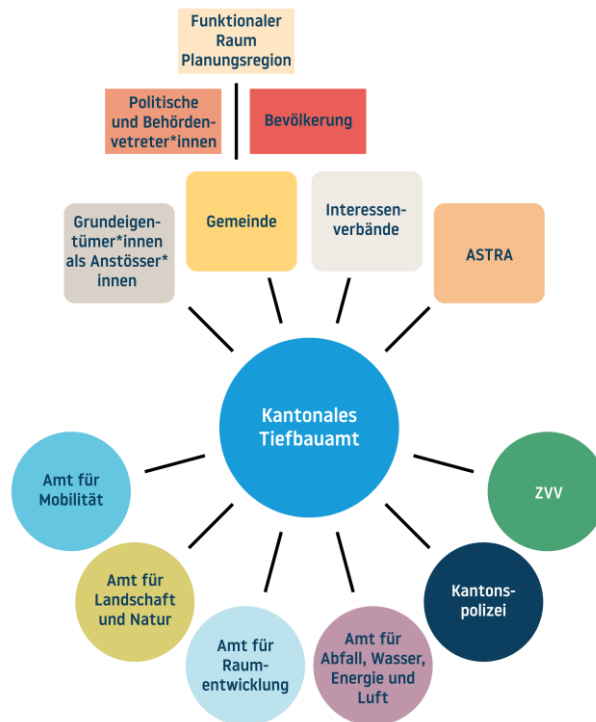 Funktionaler
Raum
Planungsregion
Politische
und Behörden-
vetreter*innen
Bevölkerung
Grundeigen-
tümer*innen
als Anstösser*
innen
Gemeinde
Interessen-
verbände
ASTRA
Kantonales
Tiefbauamt
Amt für
Mobilität
ZVV
Amt für
Landschaft
und Natur
Kantons-
polizei
Amt für
Raum-
entwicklung
Amt für
Abfall, Wasser,
Energie und
Luft